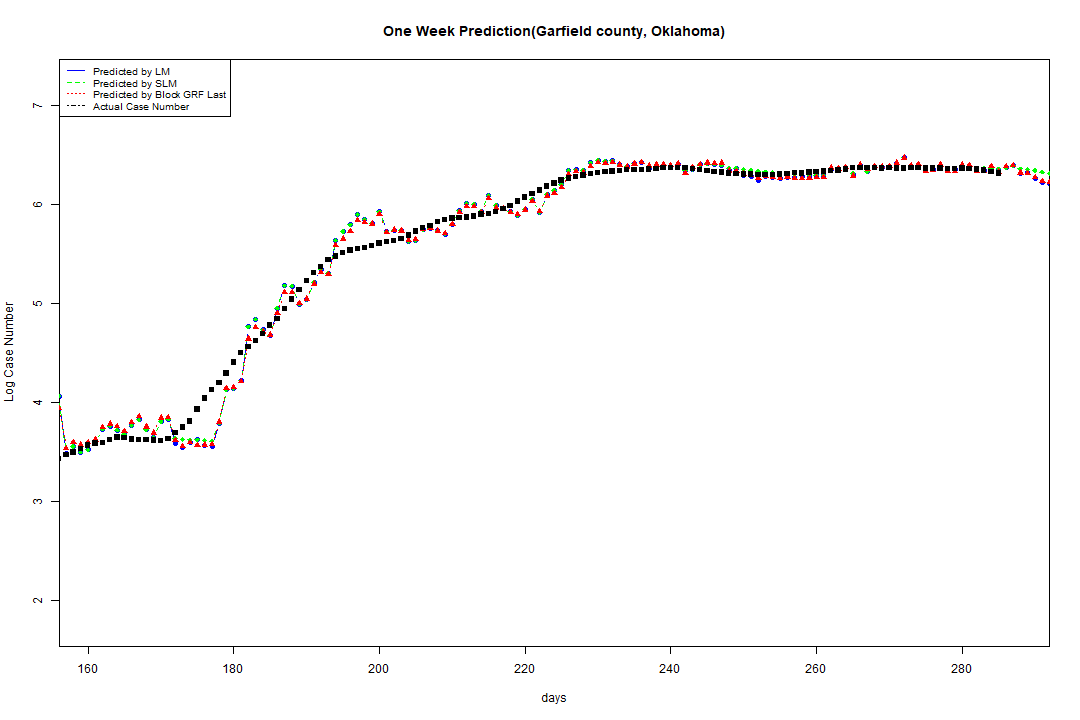 One Week Prediction(Garfield county, Oklahoma)
Predicted by LM
Predicted by SLM
Predicted by Block GRF Last
Actual Case Number
7
6
5
4
3
2
Log Case Number
160 180 200 220 240 260 280
days